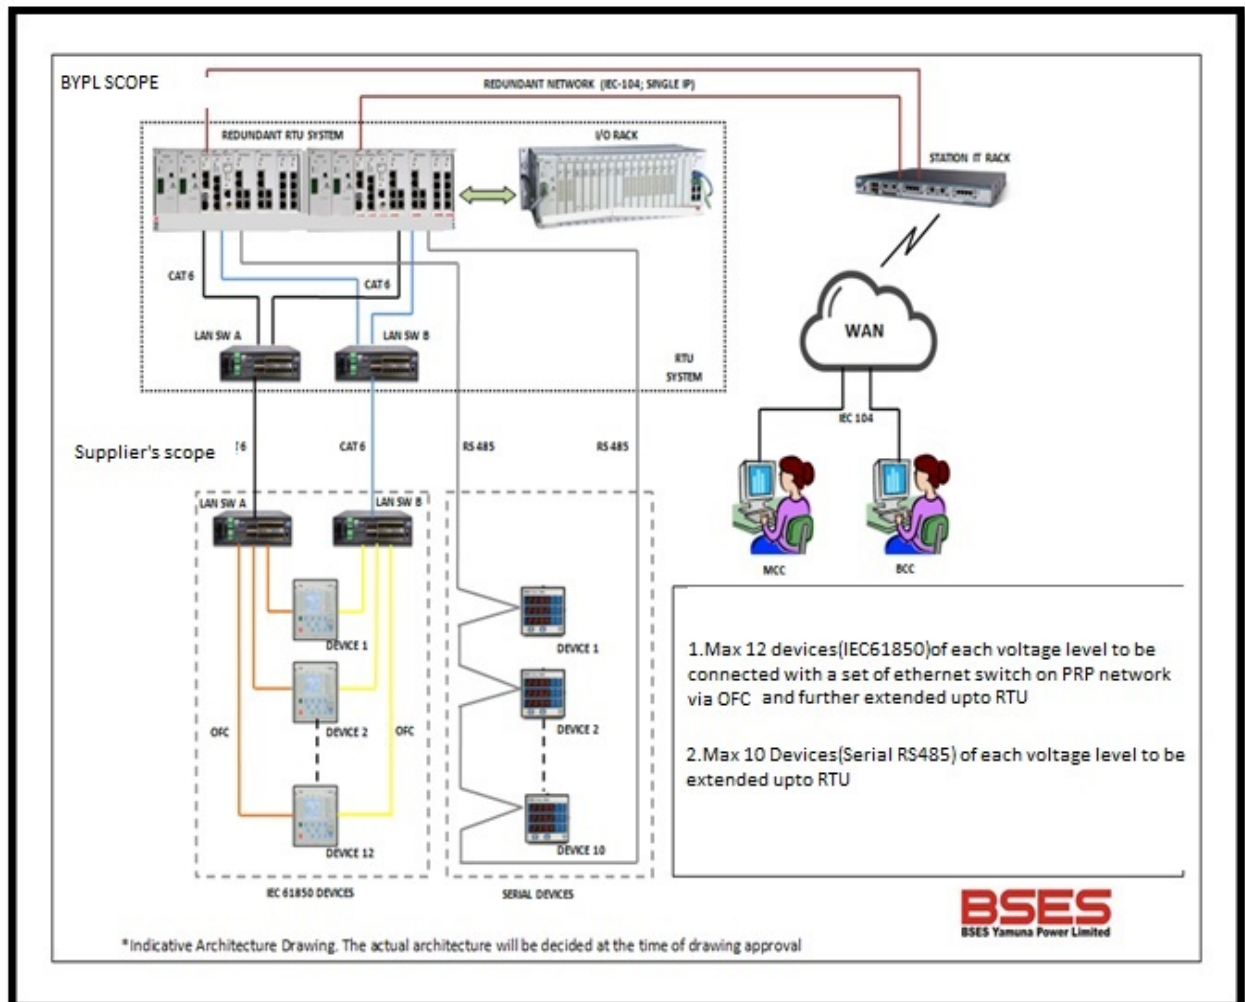 BYPL SCOPE
REDUNDANT NETWORK (IEC-104; SINGLE IP)
REDUNDANT RTU SYSTEM
I/O RACK
STATION IT RACK
CAT 6
CAT 6
LAN SW A
LAN SW B
WAN
RTU
SYSTEM
IEC 104
Supplier's scope
T6
CAT 6
RS 485
RS 485
LAN SW A
LAN SW B
MCC
BCC
DEVICE 1
DEVICE 1
DEVICE 2
DEVICE 2
OFC
OFC
DEVICE 12
DEVICE 10
IEC 61850 DEVICES
SERIAL DEVICES
1.Max 12 devices(IEC61850)of each voltage level to be
connected with a set of ethernet switch on PRP network
via OFC and further extended upto RTU
2.Max 10 Devices(Serial RS485) of each voltage level to be
extended upto RTU
BSES
BSES Yamuna Power Limited
*Indicative Architecture Drawing. The actual architecture will be decided at the time of drawing approval